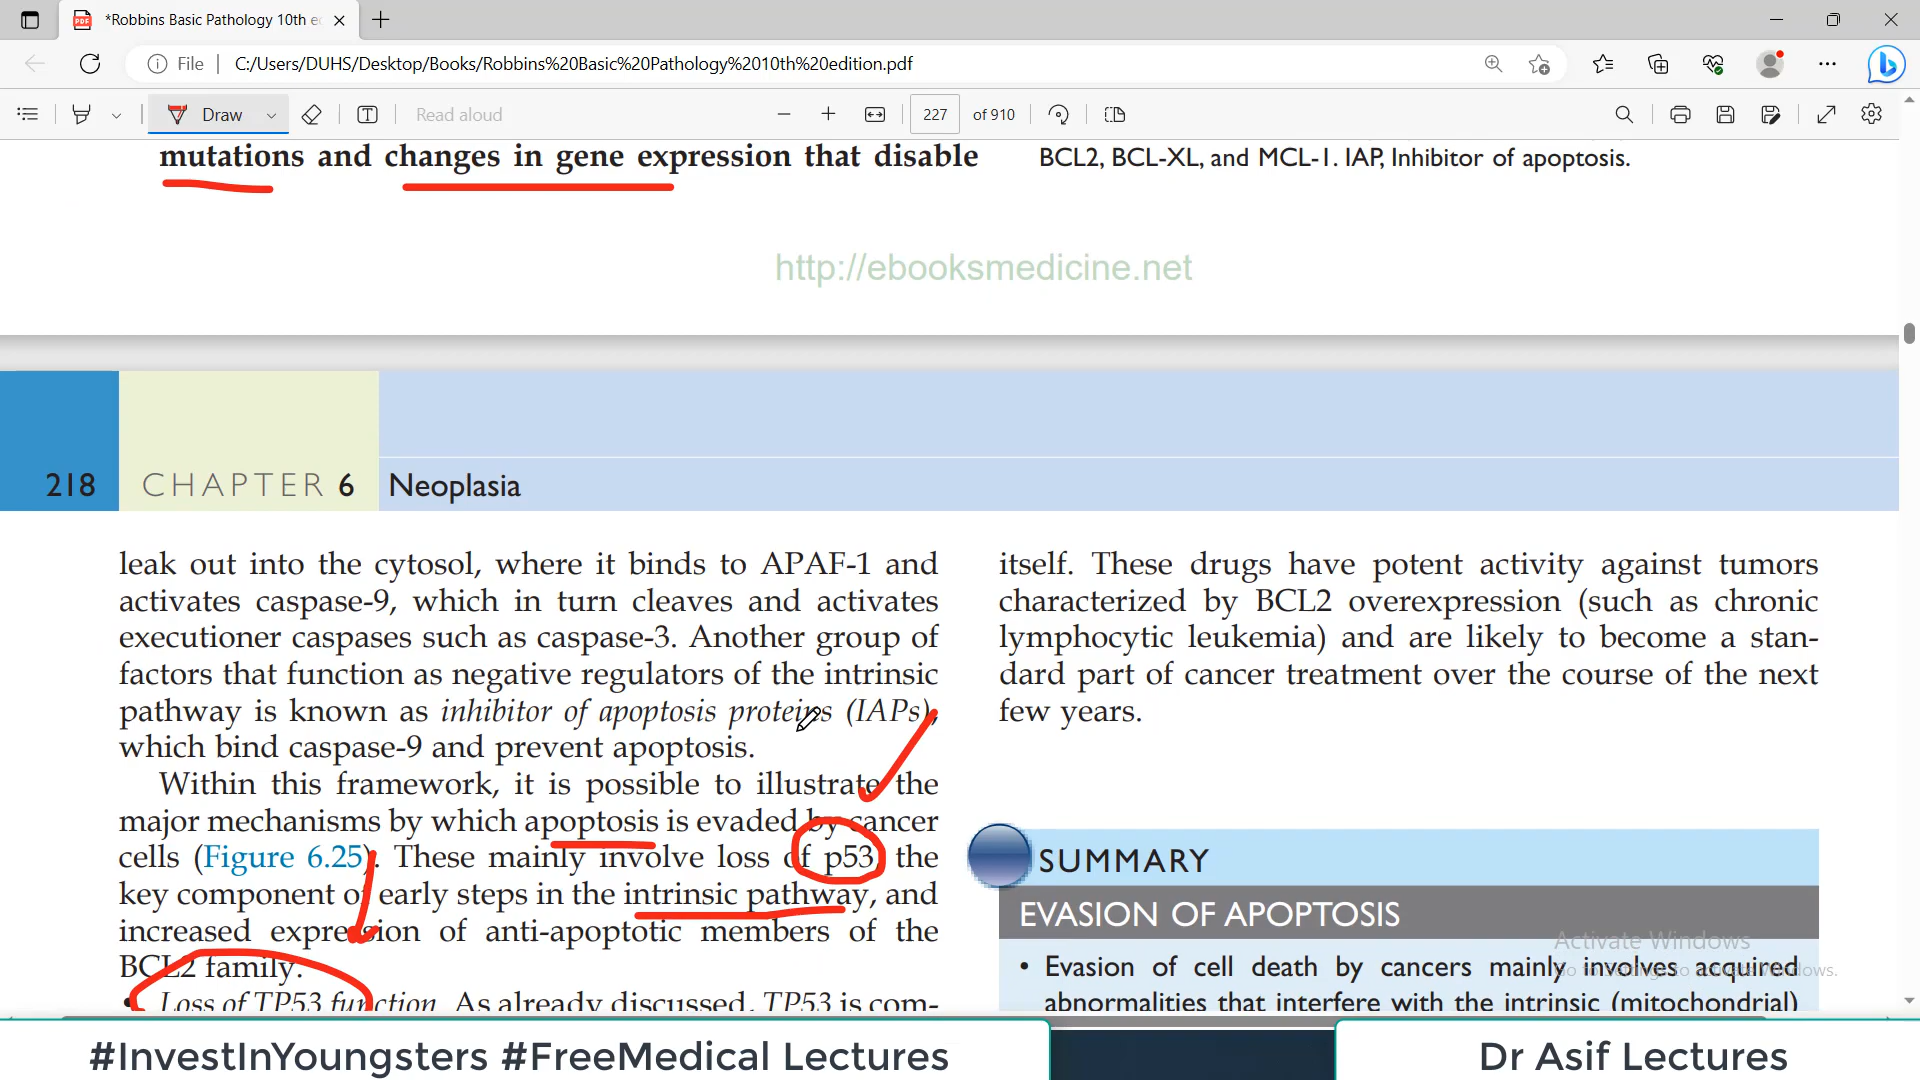 *Robbins Basic Pathology 10th e
File
C:/Users/DUHS/Desktop/Books/Robbins%20Basic%20Pathology%2010th%20edition.pdf
Draw
Read aloud
227 of 910
mutations and changes in gene expression that disable
BCL2, BCL-XL, and MCL-1. IAP, Inhibitor of apoptosis.
http://ebooksmedicine.net
218 CHAPTER 6 Neoplasia
leak out into the cytosol, where it binds to APAF-1 and
activates caspase-9, which in turn cleaves and activates
executioner caspases such as caspase-3. Another group of
factors that function as negative regulators of the intrinsic
pathway is known as inhibitor of apoptosis proteins (IAPs),
which bind caspase-9 and prevent apoptosis.
Within this framework, it is possible to illustrate the
major mechanisms by which apoptosis is evaded by cancer
cells (Figure 6.25). These mainly involve loss of p53, the
key component of early steps in the intrinsic pathway, and
increased expression of anti-apoptotic members of the
BCL2 family.
• Loss of TP53 function. As already discussed, TP53 is com-
itself. These drugs have potent activity against tumors
characterized by BCL2 overexpression (such as chronic
lymphocytic leukemia) and are likely to become a stan-
dard part of cancer treatment over the course of the next
few years.
SUMMARY
EVASION OF APOPTOSIS
• Evasion of cell death by cancers mainly involves acquired
abnormalities that interfere with the intrinsic (mitochondrial)
Activate Windows
Go to Settings to activate Windows.
#InvestInYoungsters #FreeMedical Lectures
Dr Asif Lectures